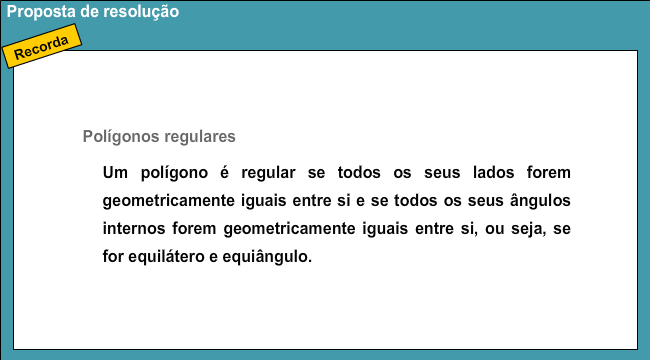 Proposta de resolução
Recorda
Polígonos regulares
Um polígono é regular se todos os seus lados forem
geometricamente iguais entre si e se todos os seus ângulos
internos forem geometricamente iguais entre si, ou seja, se
for equilátero e equiângulo.